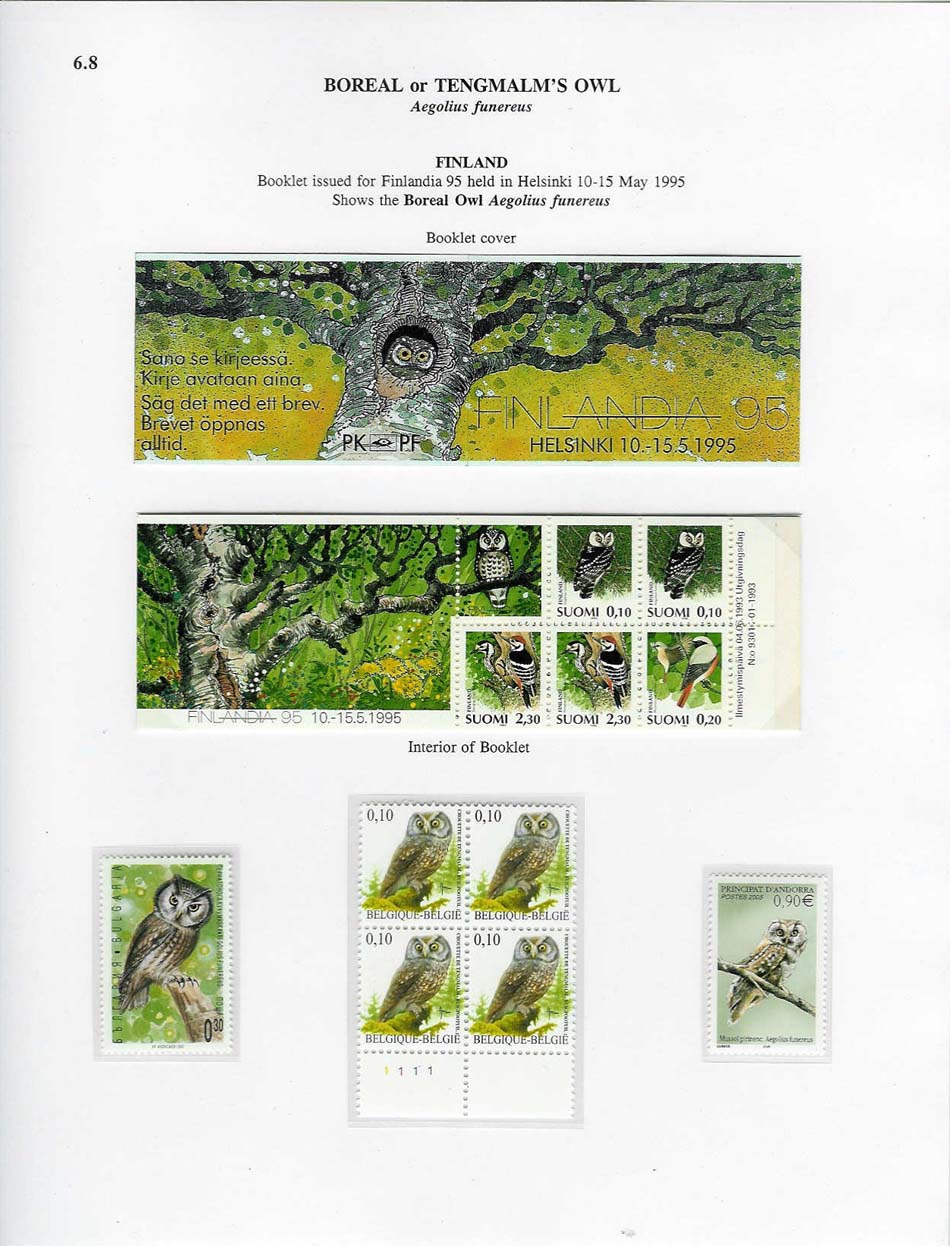 6.8
BOREAL or TENGMALM'S OWL
Aegolius funereus
FINLAND
Booklet issued for Finlandia 95 held in Helsinki 10-15 May 1995
Shows the Boreal Owl Aegolius funereus
Booklet cover
Sano se kirjeessä.
Kirje avataan aina.
Säg det med ett brev.
Brevet öppnas
alltid.
PK PF
FINLANDIA 95
HELSINKI 10.-15.5.1995
FINLANDIA 95 10.-15.5.1995
FINLAND
SUOMI 0,10
FINLAND
SUOMI 0,10
FINLAND
SUOMI 2,30
FINLAND
SUOMI 2,30
FINLAND
SUOMI 0,20
Ilmestymispäivä 04.06.1993 Utgivningsdag
Interior of Booklet
БЪЛГАРИЯ • BULGARIA
0.30
0,10
BELGIQUE-BELGIË
0,10
BELGIQUE-BELGIË
0,10
BELGIQUE-BELGIË
0,10
BELGIQUE-BELGIË
1 1 1 1
PRINCIPAT D'ANDORRA
POSTES 2005
0,90€
Mussol pirinenc. Aegolius funereus